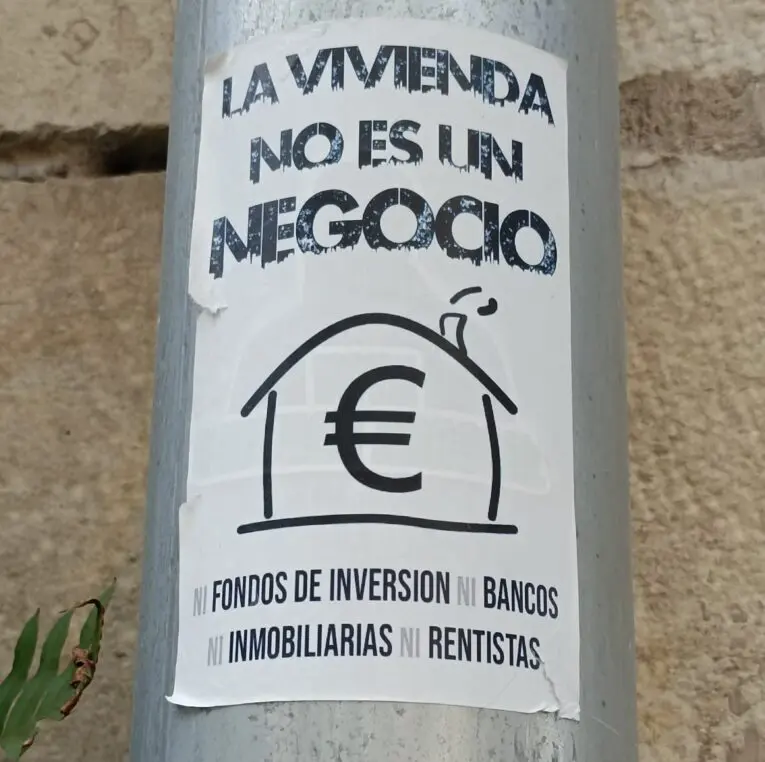 LA VIVIENDA
NO ES UN
NEGOCIO
€
NI FONDOS DE INVERSION NI BANCOS
NI INMOBILIARIAS NI RENTISTAS